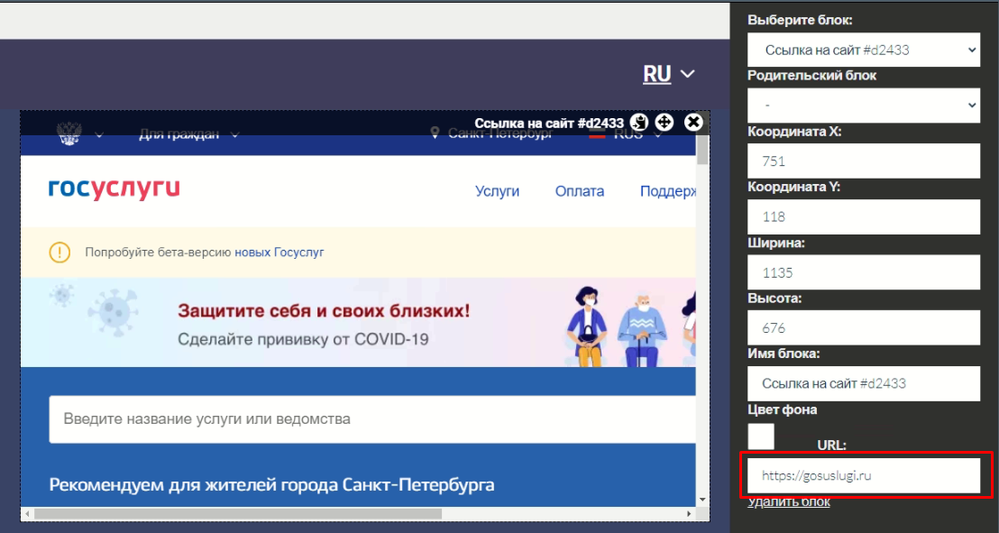 RU
Ссылка на сайт #d2433
Для граждан
Санкт-Петербург
RUS
госуслуги
Услуги
Оплата
Поддерж
Попробуйте бета-версию новых Госуслуг
Защитите себя и своих близких!
Сделайте прививку от COVID-19
Введите название услуги или ведомства
Рекомендуем для жителей города Санкт-Петербурга
Выберите блок:
Ссылка на сайт #d2433
Родительский блок
-
Координата X:
751
Координата Y:
118
Ширина:
1135
Высота:
676
Имя блока:
Ссылка на сайт #d2433
Цвет фона
URL:
https://gosuslugi.ru
Удалить блок